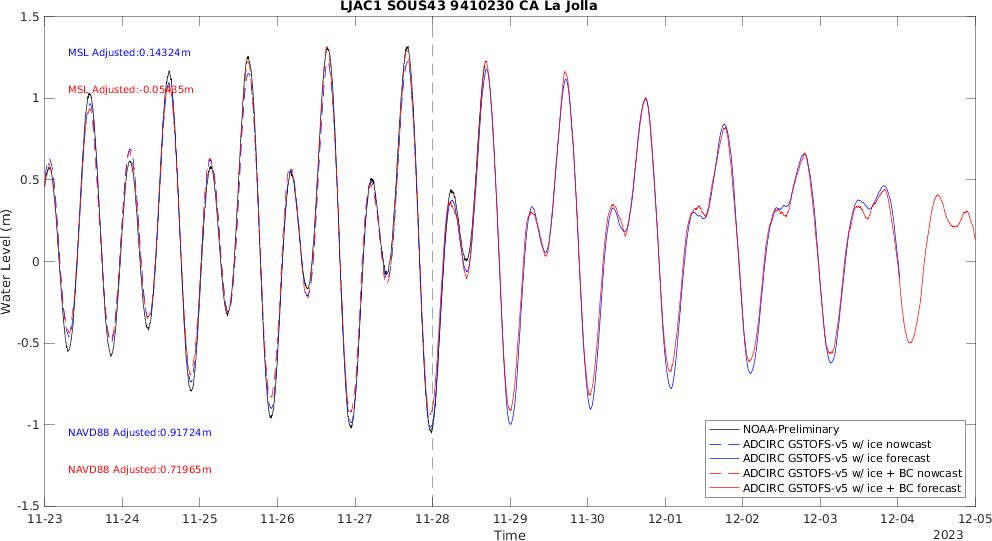 LJAC1 SOUS43 9410230 CA La Jolla
MSL Adjusted:0.14324m
MSL Adjusted:-0.05435m
NAVD88 Adjusted:0.91724m
NAVD88 Adjusted:0.71965m
Water Level (m)
1.5
1
0.5
0
-0.5
-1
-1.5
NOAA-Preliminary
ADCIRC GSTOFS-v5 w/ ice nowcast
ADCIRC GSTOFS-v5 w/ ice forecast
ADCIRC GSTOFS-v5 w/ ice + BC nowcast
ADCIRC GSTOFS-v5 w/ ice + BC forecast
11-23 11-24 11-25 11-26 11-27 11-28 11-29 11-30 12-01 12-02 12-03 12-04 12-05
Time
2023